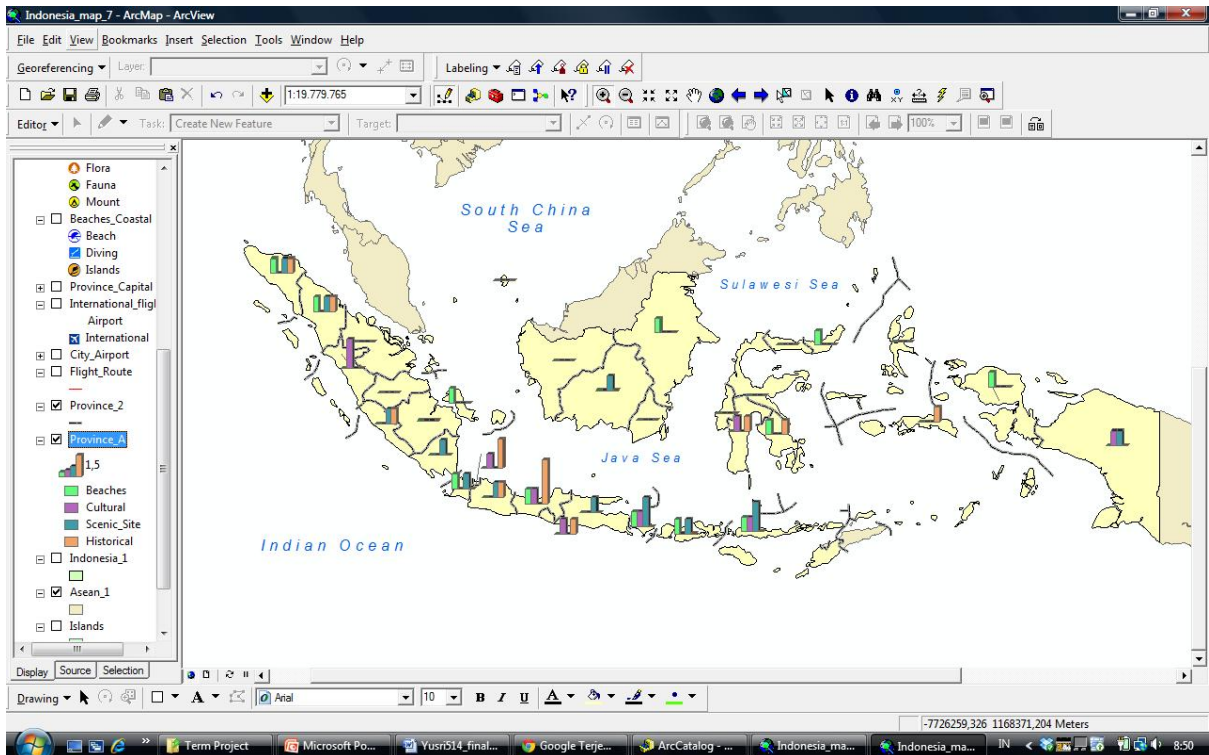 Indonesia_map_7 - ArcMap - ArcView
File Edit View Bookmarks Insert Selection Tools Window Help
Georeferencing Layer:
Labeling
1:19.779.765
Editor Task: Create New Feature Target: 100%
Flora
Fauna
Mount
Beaches_Coastal
Beach
Diving
Islands
Province_Capital
International_fligl
Airport
International
City_Airport
Flight_Route
Province_2
Province_A
1,5
Beaches
Cultural
Scenic_Site
Historical
Indonesia_1
Asean_1
Islands
South China
Sea
Sulawesi Sea
Java Sea
Indian Ocean
Display Source Selection
Drawing A Arial 10 B I U A
-7726259,326 1168371,204 Meters
Term Project Microsoft Po... Yusri514_final... Google Terje... ArcCatalog - ... Indonesia_ma... Indonesia_ma... IN 8:50